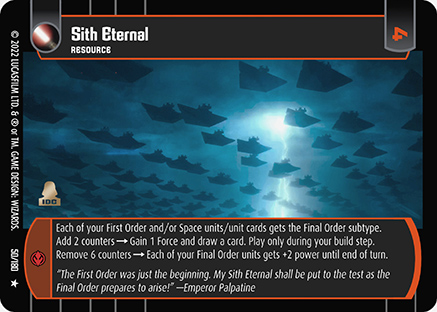 Sith Eternal
RESOURCE
4
© 2022 LUCASFILM LTD. & ® or TM. GAME DESIGN: WIZARDS.
IDC
Each of your First Order and/or Space units/unit cards gets the Final Order subtype.
Add 2 counters → Gain 1 Force and draw a card. Play only during your build step.
Remove 6 counters → Each of your Final Order units gets +2 power until end of turn.
“The First Order was just the beginning. My Sith Eternal shall be put to the test as the
Final Order prepares to arise!” —Emperor Palpatine
50/180 ★